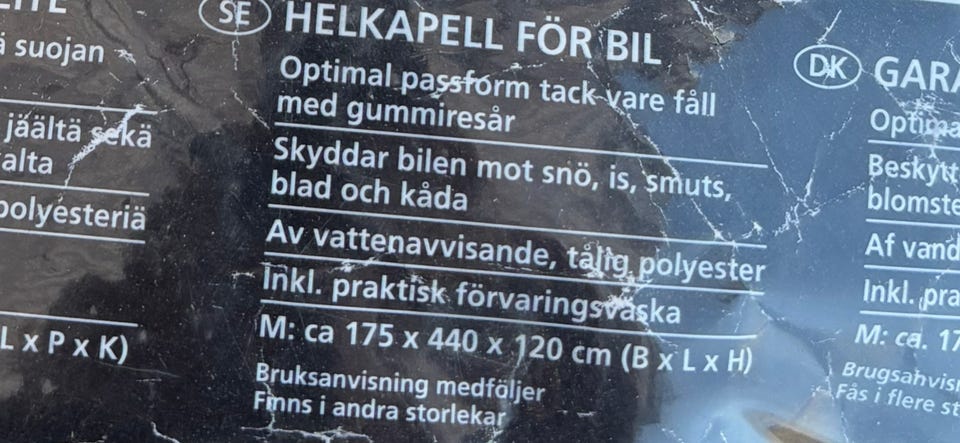 suojan
jäältä sekä
alta
polyesteriä
L x P x K)
SE HELKAPELL FÖR BIL
Optimal passform tack vare fåll
med gummiresår
Skyddar bilen mot snö, is, smuts,
blad och kåda
Av vattenavvisande, tålig polyester
Inkl. praktisk förvaringsväska
M: ca 175 x 440 x 120 cm (B x L x H)
Bruksanvisning medföljer
Finns i andra storlekar
DK GARA
Optima
Beskytt
blomste
Af vand
Inkl. pra
M: ca. 17
Brugsanvisn
Fås i flere st